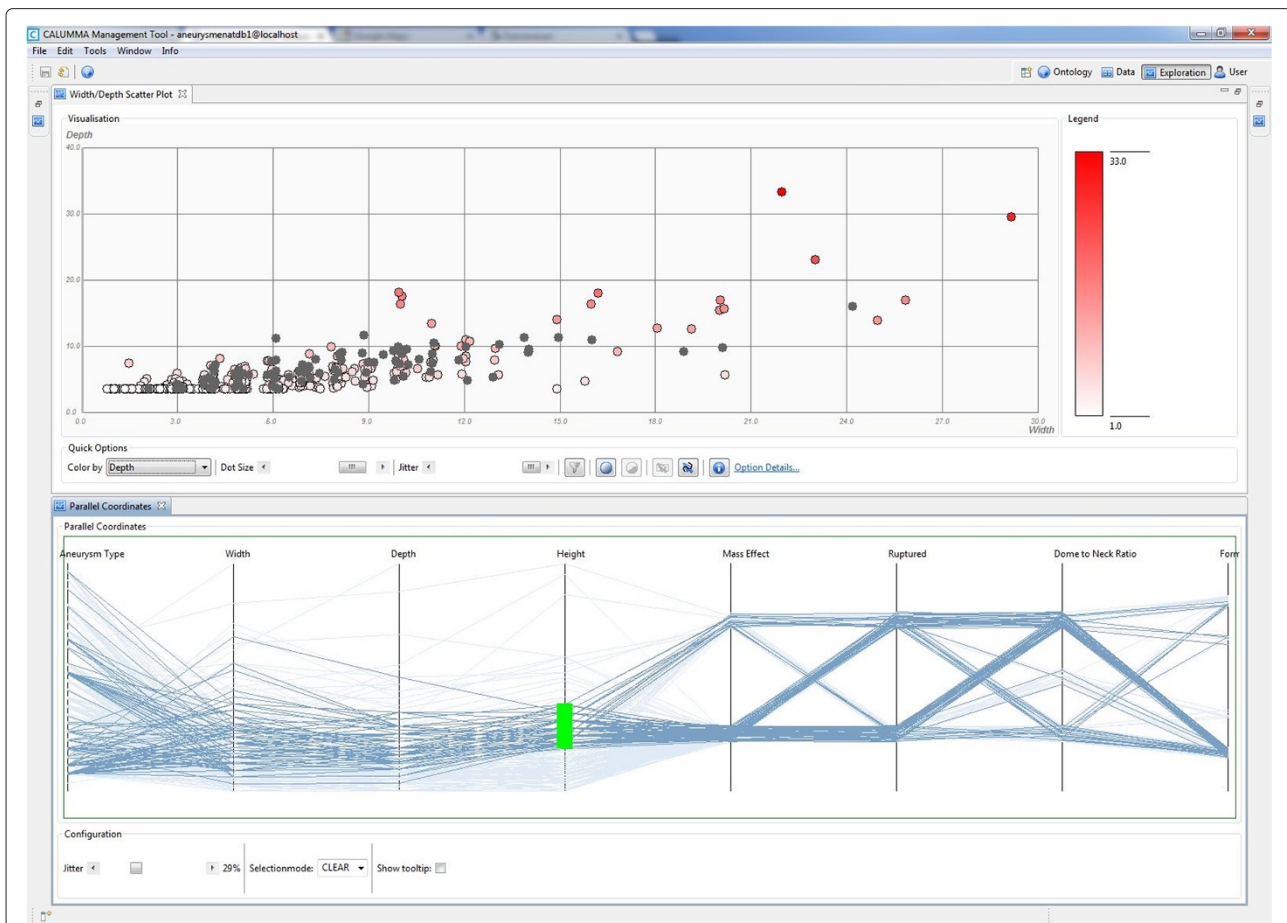 CALUMMA Management Tool - aneurysmenatdb1@localhost
File Edit Tools Window Info
Ontology Data Exploration User
Width/Depth Scatter Plot
Visualisation
Legend
Depth
40.0
33.0
30.0
20.0
10.0
0.0
1.0
0.0 3.0 6.0 9.0 12.0 15.0 18.0 21.0 24.0 27.0 30.0
Width
Quick Options
Color by Depth Dot Size Jitter Option Details...
Parallel Coordinates
Parallel Coordinates
Aneurysm Type Width Depth Height Mass Effect Ruptured Dome to Neck Ratio Form
Configuration
Jitter 29% Selectionmode: CLEAR Show tooltip: